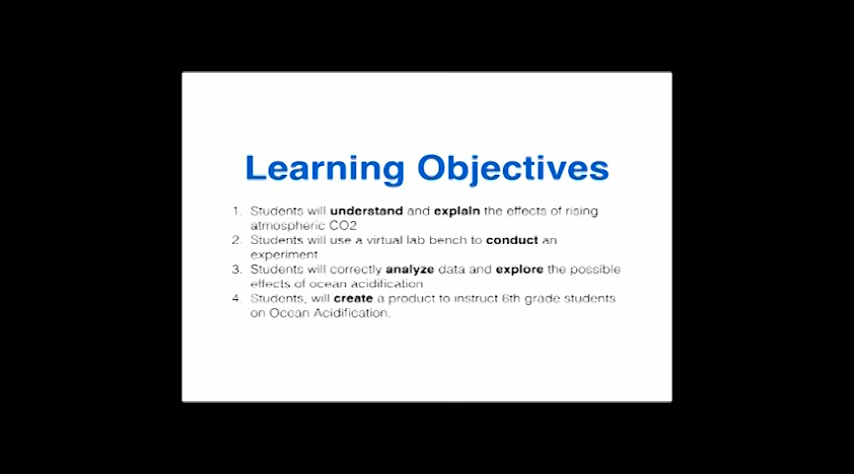 Learning Objectives
1. Students will understand and explain the effects of rising
atmospheric CO2
2. Students will use a virtual lab bench to conduct an
experiment
3. Students will correctly analyze data and explore the possible
effects of ocean acidification
4. Students, will create a product to instruct 6th grade students
on Ocean Acidification.